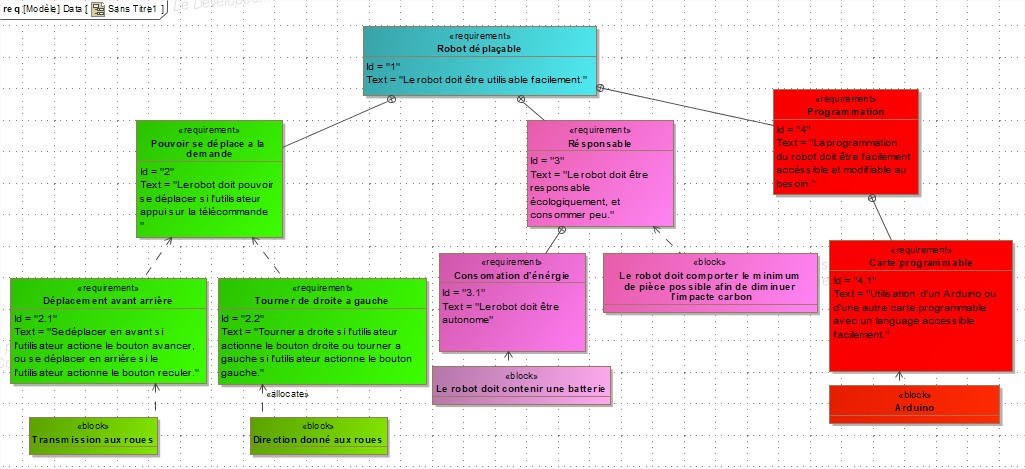 req [Modèle] Data [ Sans Titre1 ]
Le Dévelop
«requirement»
Robot déplaçable
Id = "1"
Text = "Le robot doit être utilisable facilement."
«requirement»
Pouvoir se déplace a la
demande
Id = "2"
Text = "Le robot doit pouvoir
se déplacer si l'utilisateur
appui sur la télécommande
"
«requirement»
Résponsable
Id = "3"
Text = "Le robot doit être
responsable
écologiquement, et
consommer peu."
«requirement»
Programmation
Id = "4"
Text = "La programmation
du robot doit être facilement
accessible et modifiable au
besoin."
«requirement»
Déplacement avant arrière
Id = "2.1"
Text = "Se déplacer en avant si
l'utilisateur actione le bouton avancer,
ou se déplacer en arrière si le
l'utilisateur actionne le bouton reculer."
«requirement»
Tourner de droite a gauche
Id = "2.2"
Text = "Tourner a droite si l'utilisateur
actionne le bouton droite ou tourner a
gauche si l'utilisateur actionne le bouton
gauche."
«requirement»
Consomation d'énérgie
Id = "3.1"
Text = "Le robot doit être
autonome"
«block»
Le robot doit comporter le minimum
de pièce possible afin de diminuer
l'impacte carbon
«requirement»
Carte programmable
Id = "4.1"
Text = "Utilisation d'un Arduino ou
d'une autre carte programmable
avec un language accessible
facilement."
«block»
Transmission aux roues
«allocate»
«block»
Direction donné aux roues
«block»
Le robot doit contenir une batterie
«block»
Arduino